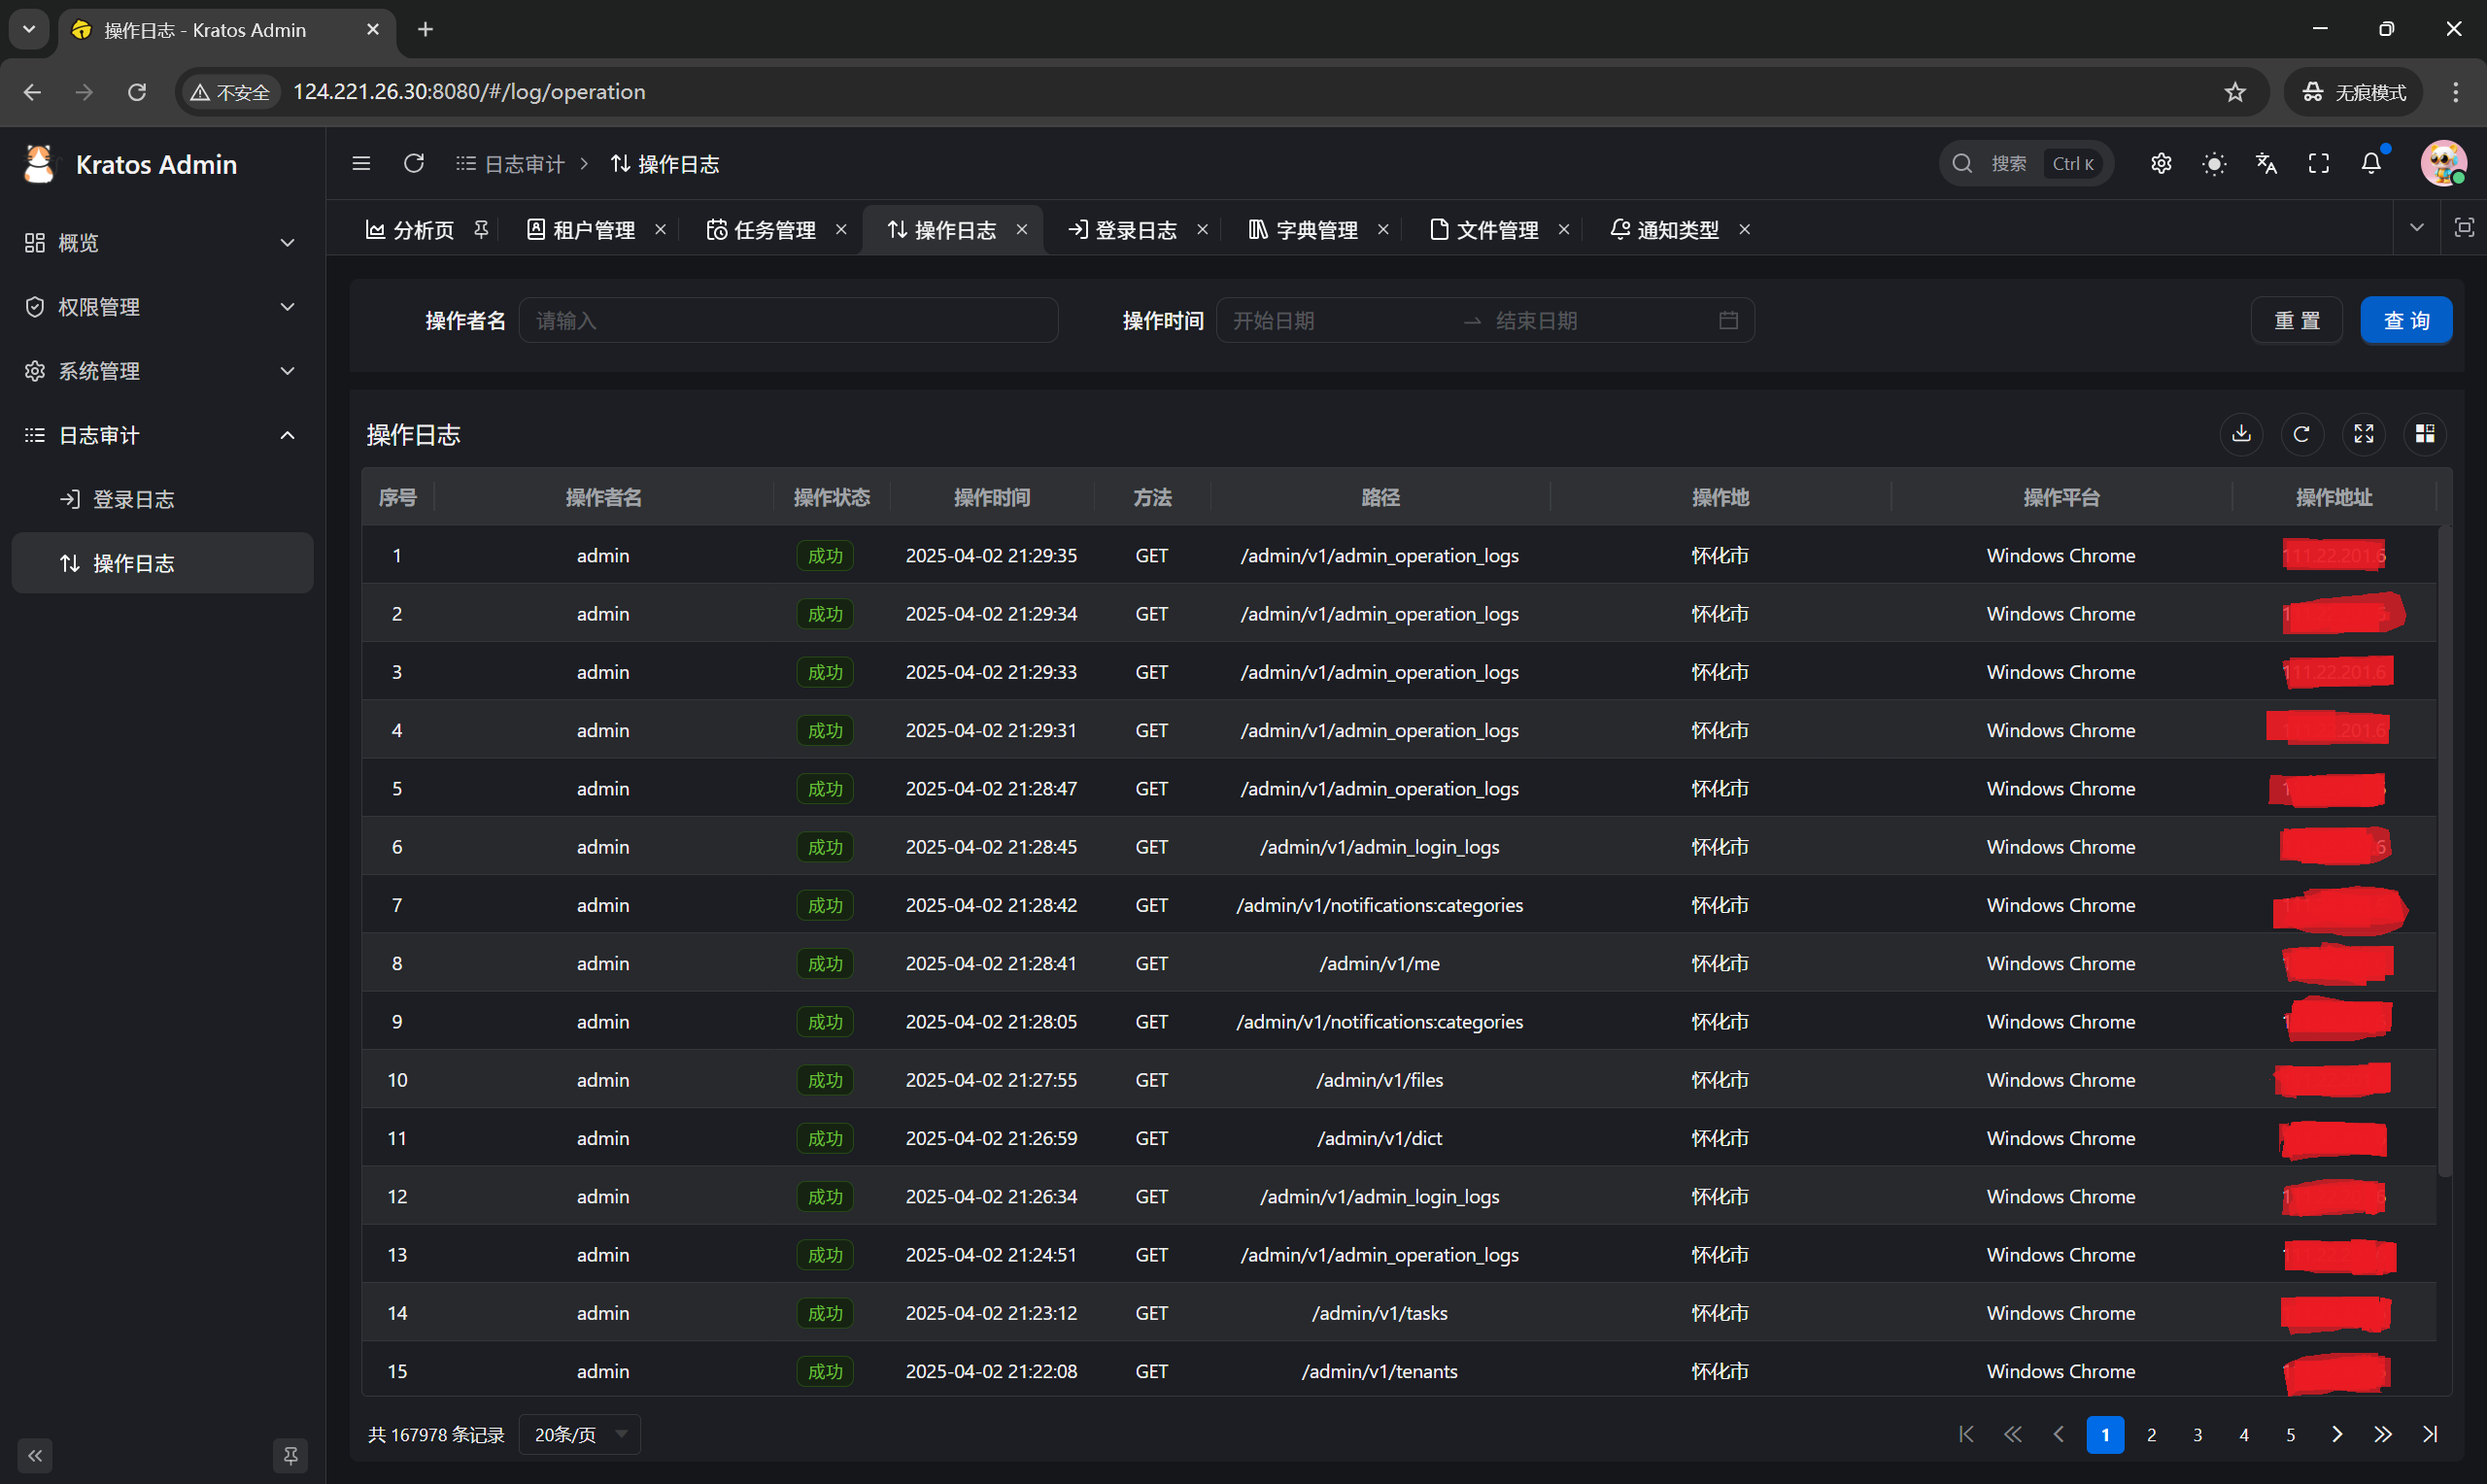 操作日志 - Kratos Admin
不安全 124.221.26.30:8080/#/log/operation 无痕模式
Kratos Admin
日志审计 操作日志 搜索 Ctrl K
分析页 租户管理 任务管理 操作日志 登录日志 字典管理 文件管理 通知类型
概览
权限管理
系统管理
日志审计
登录日志
操作日志
操作者名 请输入 操作时间 开始日期 结束日期 重 置 查 询
操作日志
序号 操作者名 操作状态 操作时间 方法 路径 操作地 操作平台 操作地址
1 admin 成功 2025-04-02 21:29:35 GET /admin/v1/admin_operation_logs 怀化市 Windows Chrome
2 admin 成功 2025-04-02 21:29:34 GET /admin/v1/admin_operation_logs 怀化市 Windows Chrome
3 admin 成功 2025-04-02 21:29:33 GET /admin/v1/admin_operation_logs 怀化市 Windows Chrome
4 admin 成功 2025-04-02 21:29:31 GET /admin/v1/admin_operation_logs 怀化市 Windows Chrome
5 admin 成功 2025-04-02 21:28:47 GET /admin/v1/admin_operation_logs 怀化市 Windows Chrome
6 admin 成功 2025-04-02 21:28:45 GET /admin/v1/admin_login_logs 怀化市 Windows Chrome
7 admin 成功 2025-04-02 21:28:42 GET /admin/v1/notifications:categories 怀化市 Windows Chrome
8 admin 成功 2025-04-02 21:28:41 GET /admin/v1/me 怀化市 Windows Chrome
9 admin 成功 2025-04-02 21:28:05 GET /admin/v1/notifications:categories 怀化市 Windows Chrome
10 admin 成功 2025-04-02 21:27:55 GET /admin/v1/files 怀化市 Windows Chrome
11 admin 成功 2025-04-02 21:26:59 GET /admin/v1/dict 怀化市 Windows Chrome
12 admin 成功 2025-04-02 21:26:34 GET /admin/v1/admin_login_logs 怀化市 Windows Chrome
13 admin 成功 2025-04-02 21:24:51 GET /admin/v1/admin_operation_logs 怀化市 Windows Chrome
14 admin 成功 2025-04-02 21:23:12 GET /admin/v1/tasks 怀化市 Windows Chrome
15 admin 成功 2025-04-02 21:22:08 GET /admin/v1/tenants 怀化市 Windows Chrome
共 167978 条记录 20条/页 1 2 3 4 5